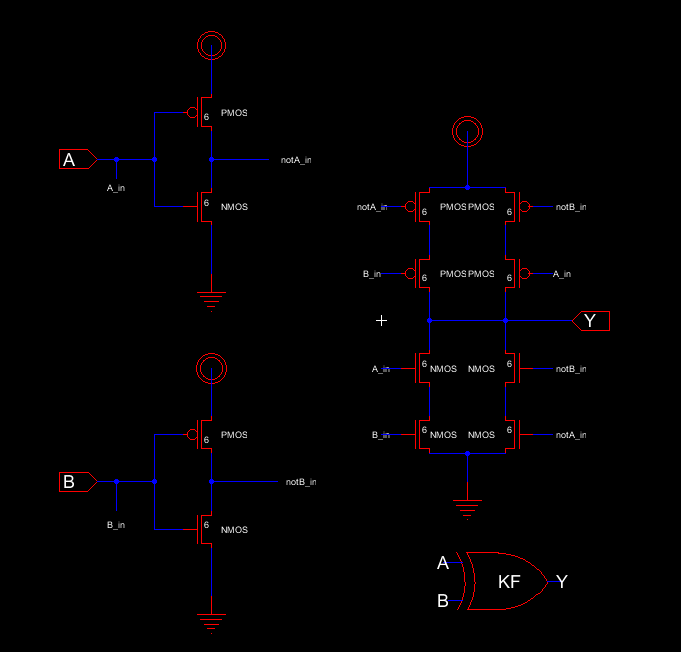 6 PMOS
A
notA_in
A_in
6 NMOS
notA_in 6 PMOS PMOS 6 notB_in
B_in 6 PMOS PMOS 6 A_in
Y
A_in 6 NMOS NMOS 6 notB_in
B_in 6 NMOS NMOS 6 notA_in
6 PMOS
B
notB_in
B_in
6 NMOS
A
KF Y
B